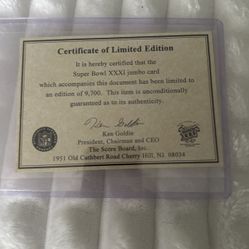 Certificate of Limited Edition
It is hereby certified that the
Super Bowl XXXI jumbo card
which accompanies this document has been limited to
an edition of 9,700. This item is unconditionally
guaranteed as to its authenticity.
Ken Goldin
Ken Goldin
President, Chairman and CEO
The Score Board, Inc.
1951 Old Cuthbert Road Cherry Hill, NJ. 08034